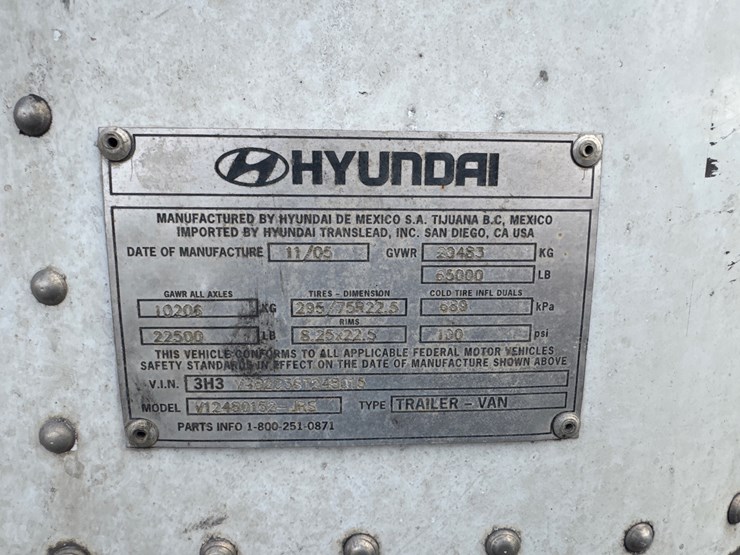 HYUNDAI
MANUFACTURED BY HYUNDAI DE MEXICO S.A. TIJUANA B.C, MEXICO
IMPORTED BY HYUNDAI TRANSLEAD, INC. SAN DIEGO, CA USA
DATE OF MANUFACTURE 11/05 GVWR 29483 KG
65000 LB
GAWR ALL AXLES TIRES - DIMENSION COLD TIRE INFL DUALS
10206 KG 295/75R22.5 689 kPa
RIMS
22500 LB 8.25x22.5 100 psi
THIS VEHICLE CONFORMS TO ALL APPLICABLE FEDERAL MOTOR VEHICLES
SAFETY STANDARDS IN EFFECT ON THE DATE OF MANUFACTURE SHOWN ABOVE
V.I.N. 3H3
MODEL TYPE TRAILER - VAN
PARTS INFO 1-800-251-0871